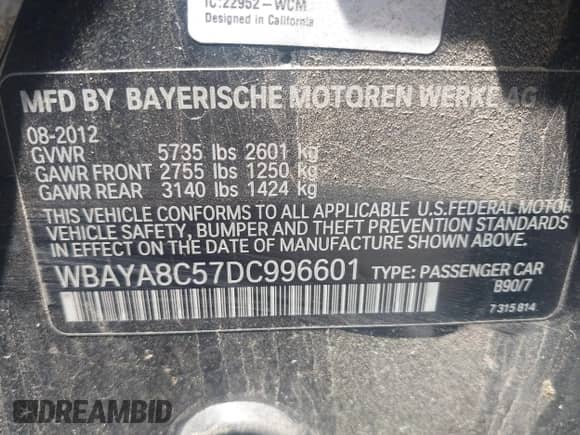 IC:22952-WCM
Designed in California
MFD BY BAYERISCHE MOTOREN WERKE AG
08-2012
GVWR 5735 lbs 2601 kg
GAWR FRONT 2755 lbs 1250 kg
GAWR REAR 3140 lbs 1424 kg
THIS VEHICLE CONFORMS TO ALL APPLICABLE U.S.FEDERAL MOTOR
VEHICLE SAFETY, BUMPER AND THEFT PREVENTION STANDARDS
IN EFFECT ON THE DATE OF MANUFACTURE SHOWN ABOVE.
WBAYA8C57DC996601 TYPE: PASSENGER CAR
B90/7
7 315 814
DREAMBID